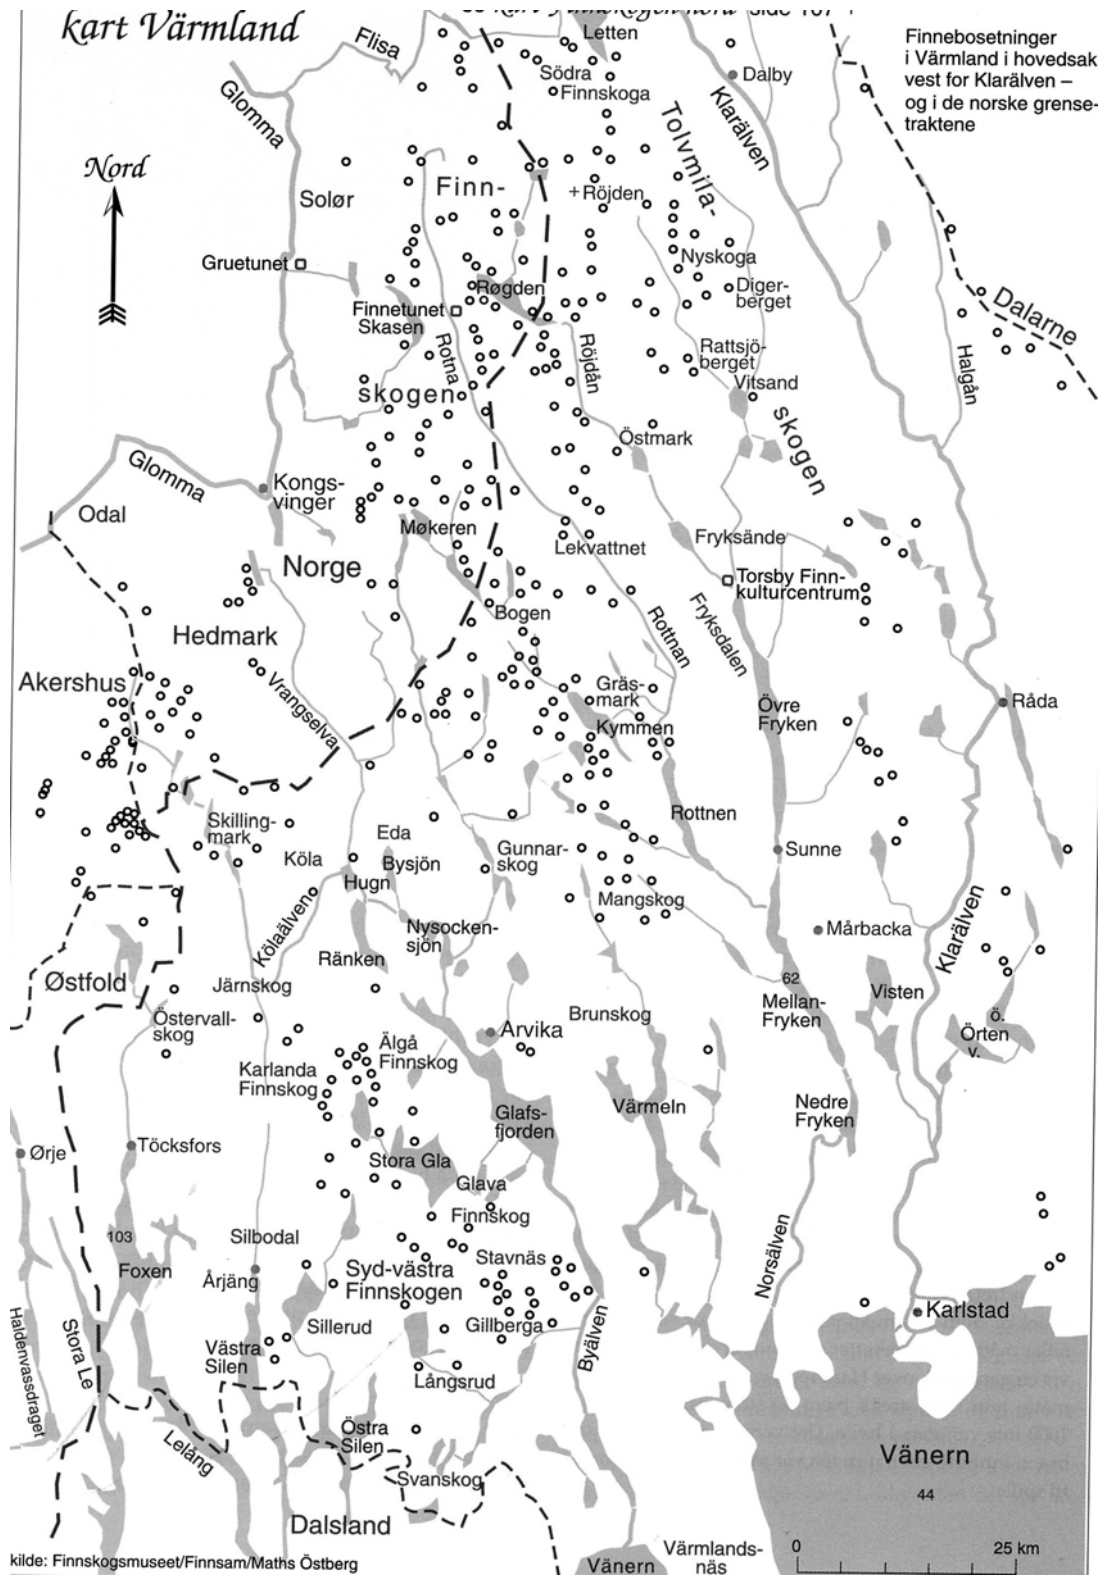 kart Värmland
Side 167
Letten
Flisa
Finnebosetninger
i Värmland i hovedsak
vest for Klarälven –
og i de norske grense-
traktene
Södra
Finnskoga
Dalby
Klarälven
Glomma
Tolvmila-
Nord
Finn-
Solør
+Röjden
Gruetunet
Nyskoga
Røgden
Diger-
berget
Finnetunet
Skasen
Dalarne
Rotna
Röjdån
Rattsjö-
berget
Halgån
Vitsand
skogen
skogen
Östmark
Glomma
Kongs-
vinger
Odal
Møkeren
Fryksände
Lekvattnet
Norge
Torsby Finn-
kulturcentrum
Bogen
Rottnan
Fryksdalen
Hedmark
Akershus
Vrangselva
Gräs-
mark
Övre
Fryken
Råda
Kymmen
Rottnen
Skilling-
mark
Eda
Köla
Bysjön
Gunnar-
skog
Sunne
Hugn
Mangskog
Kölaälven
Nysocken-
sjön
Mårbacka
Klarälven
Ränken
Østfold
Järnskog
62
Mellan-
Fryken
Visten
Östervall-
skog
Arvika
Brunskog
ö.
Örten
v.
Älgå
Finnskog
Karlanda
Finnskog
Glafs-
fjorden
Värmeln
Nedre
Fryken
Ørje
Töcksfors
Stora Gla
Glava
Finnskog
103
Silbodal
Norsälven
Foxen
Årjäng
Syd-västra
Finnskogen
Stavnäs
Karlstad
Haldenvassdraget
Stora Le
Sillerud
Gillberga
Byälven
Västra
Silen
Långsrud
Östra
Silen
Lelång
Svanskog
Vänern
44
Dalsland
kilde: Finnskogsmuseet/Finnsam/Maths Östberg
Vänern
Värmlands-
näs
0
25 km